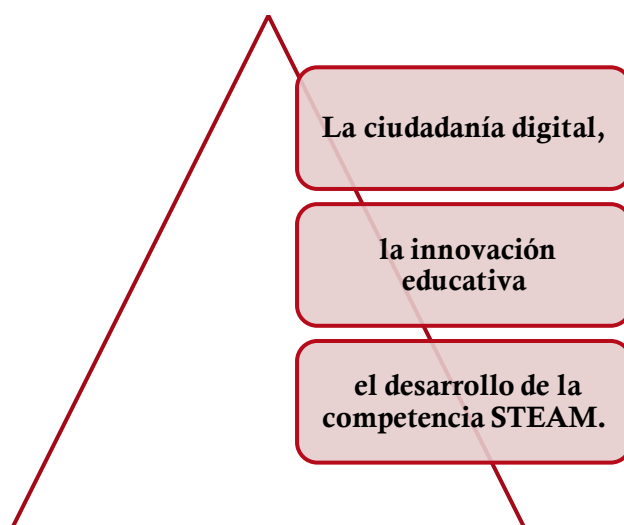 La ciudadanía digital,
la innovación
educativa
el desarrollo de la
competencia STEAM.